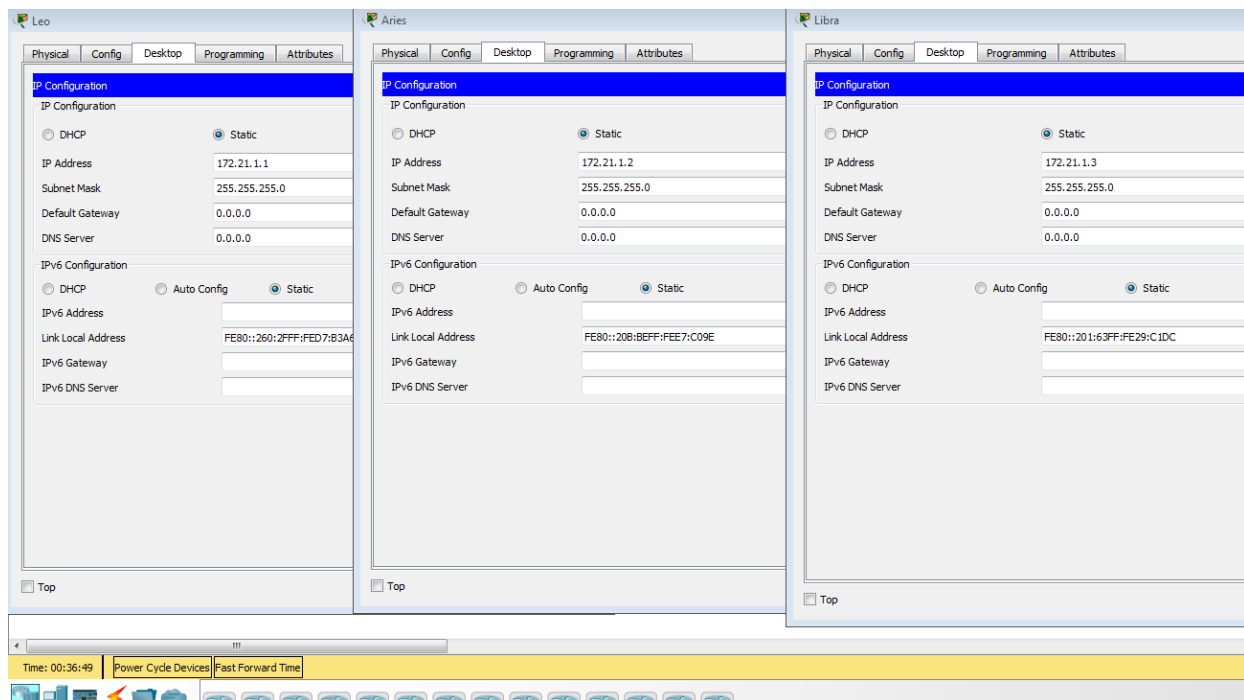 Leo
Physical Config Desktop Programming Attributes
IP Configuration
IP Configuration
DHCP Static
IP Address 172.21.1.1
Subnet Mask 255.255.255.0
Default Gateway 0.0.0.0
DNS Server 0.0.0.0
IPv6 Configuration
DHCP Auto Config Static
IPv6 Address
Link Local Address FE80::260:2FFF:FED7:B3A6
IPv6 Gateway
IPv6 DNS Server
Top
Aries
Physical Config Desktop Programming Attributes
IP Configuration
IP Configuration
DHCP Static
IP Address 172.21.1.2
Subnet Mask 255.255.255.0
Default Gateway 0.0.0.0
DNS Server 0.0.0.0
IPv6 Configuration
DHCP Auto Config Static
IPv6 Address
Link Local Address FE80::20B:BEFF:FEE7:C09E
IPv6 Gateway
IPv6 DNS Server
Top
Libra
Physical Config Desktop Programming Attributes
IP Configuration
IP Configuration
DHCP Static
IP Address 172.21.1.3
Subnet Mask 255.255.255.0
Default Gateway 0.0.0.0
DNS Server 0.0.0.0
IPv6 Configuration
DHCP Auto Config Static
IPv6 Address
Link Local Address FE80::201:63FF:FE29:C1DC
IPv6 Gateway
IPv6 DNS Server
Top
Time: 00:36:49 Power Cycle Devices Fast Forward Time